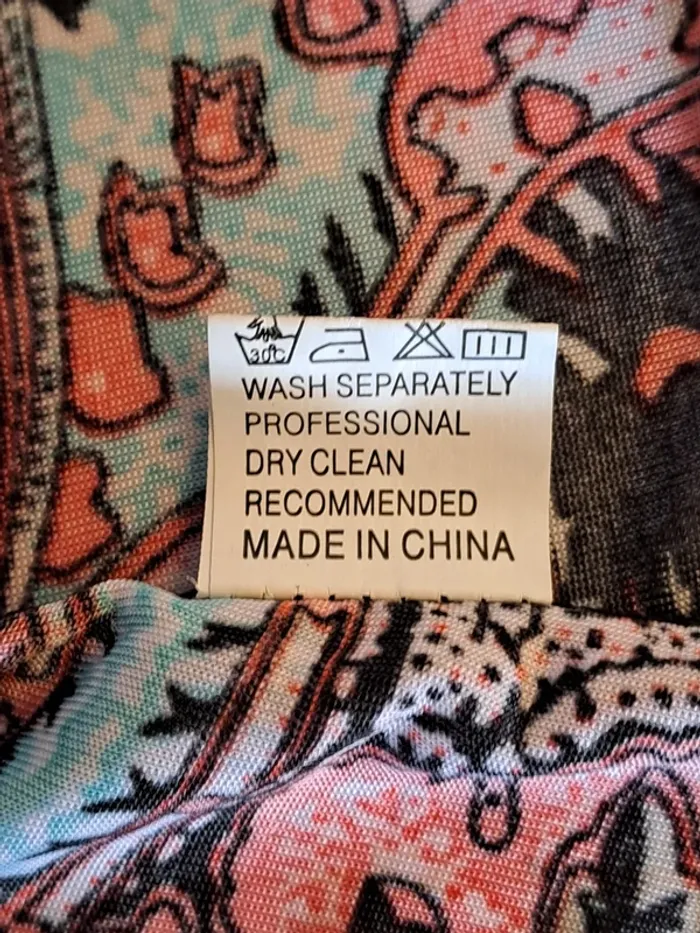 30°C
WASH SEPARATELY
PROFESSIONAL
DRY CLEAN
RECOMMENDED
MADE IN CHINA